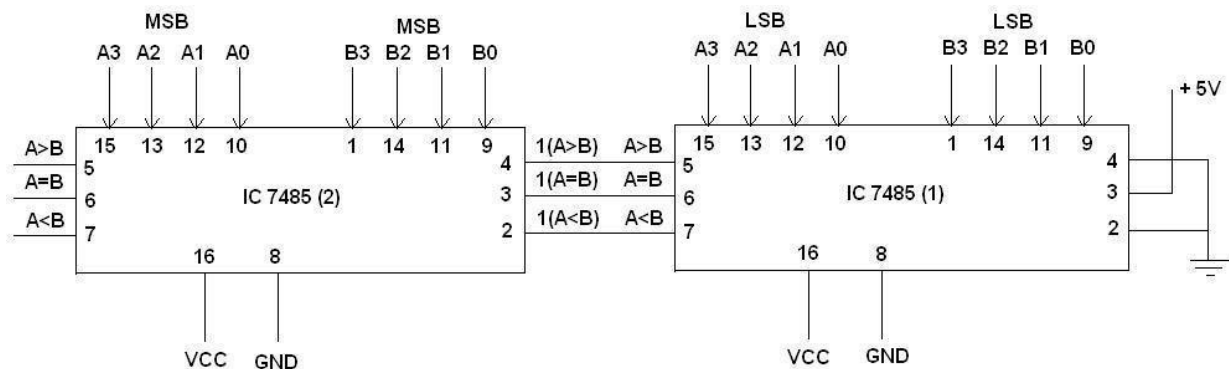 MSB MSB LSB LSB
A3 A2 A1 A0 B3 B2 B1 B0 A3 A2 A1 A0 B3 B2 B1 B0
+ 5V
15 13 12 10 1 14 11 9 15 13 12 10 1 14 11 9
A>B 5 4 1(A>B) A>B 5 4
A=B 6 IC 7485 (2) 3 1(A=B) A=B 6 IC 7485 (1) 3
A<B 7 2 1(A<B) A<B 7 2
16 8 16 8
VCC GND VCC GND